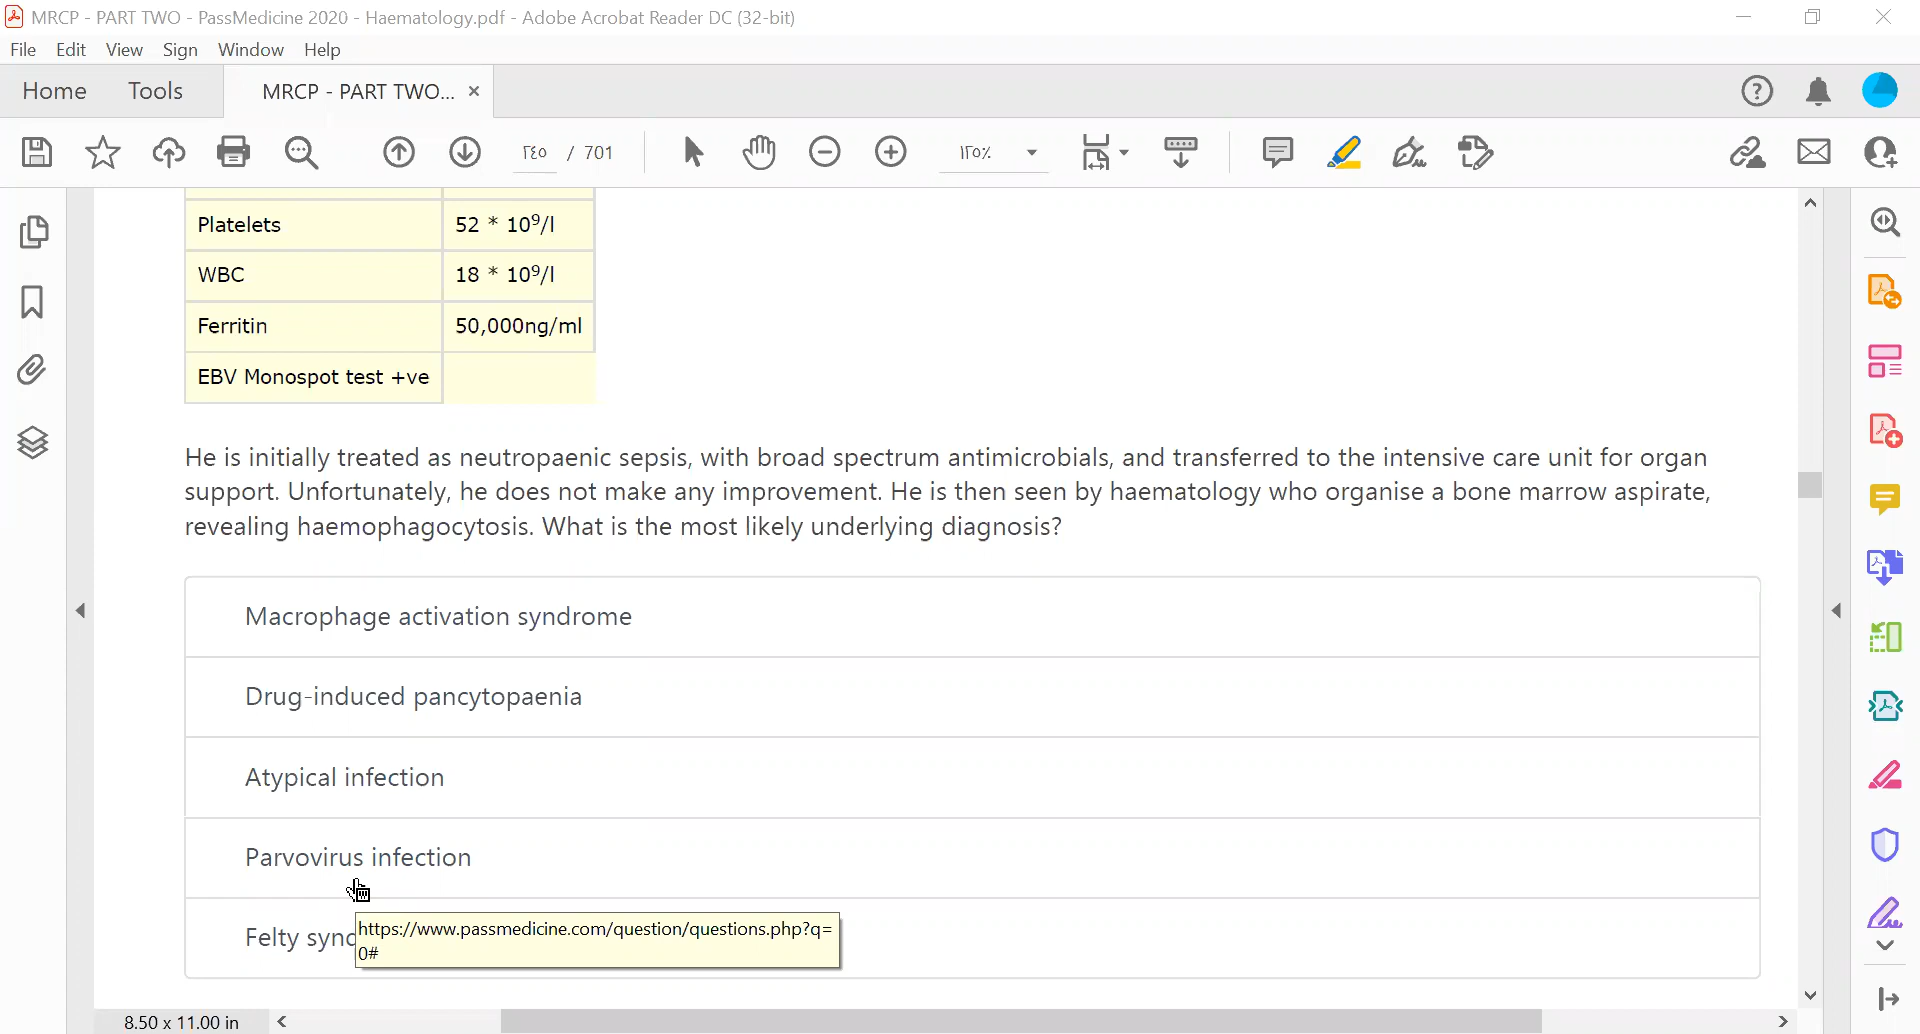 MRCP - PART TWO - PassMedicine 2020 - Haematology.pdf - Adobe Acrobat Reader DC (32-bit)
File Edit View Sign Window Help
Home Tools MRCP - PART TWO... ×
٢٤٥ / 701 ١٢٥٪
Platelets 52 * 10⁹/l
WBC 18 * 10⁹/l
Ferritin 50,000ng/ml
EBV Monospot test +ve
He is initially treated as neutropaenic sepsis, with broad spectrum antimicrobials, and transferred to the intensive care unit for organ
support. Unfortunately, he does not make any improvement. He is then seen by haematology who organise a bone marrow aspirate,
revealing haemophagocytosis. What is the most likely underlying diagnosis?
Macrophage activation syndrome
Drug-induced pancytopaenia
Atypical infection
Parvovirus infection
Felty
https://www.passmedicine.com/question/questions.php?q=
0#
8.50 x 11.00 in